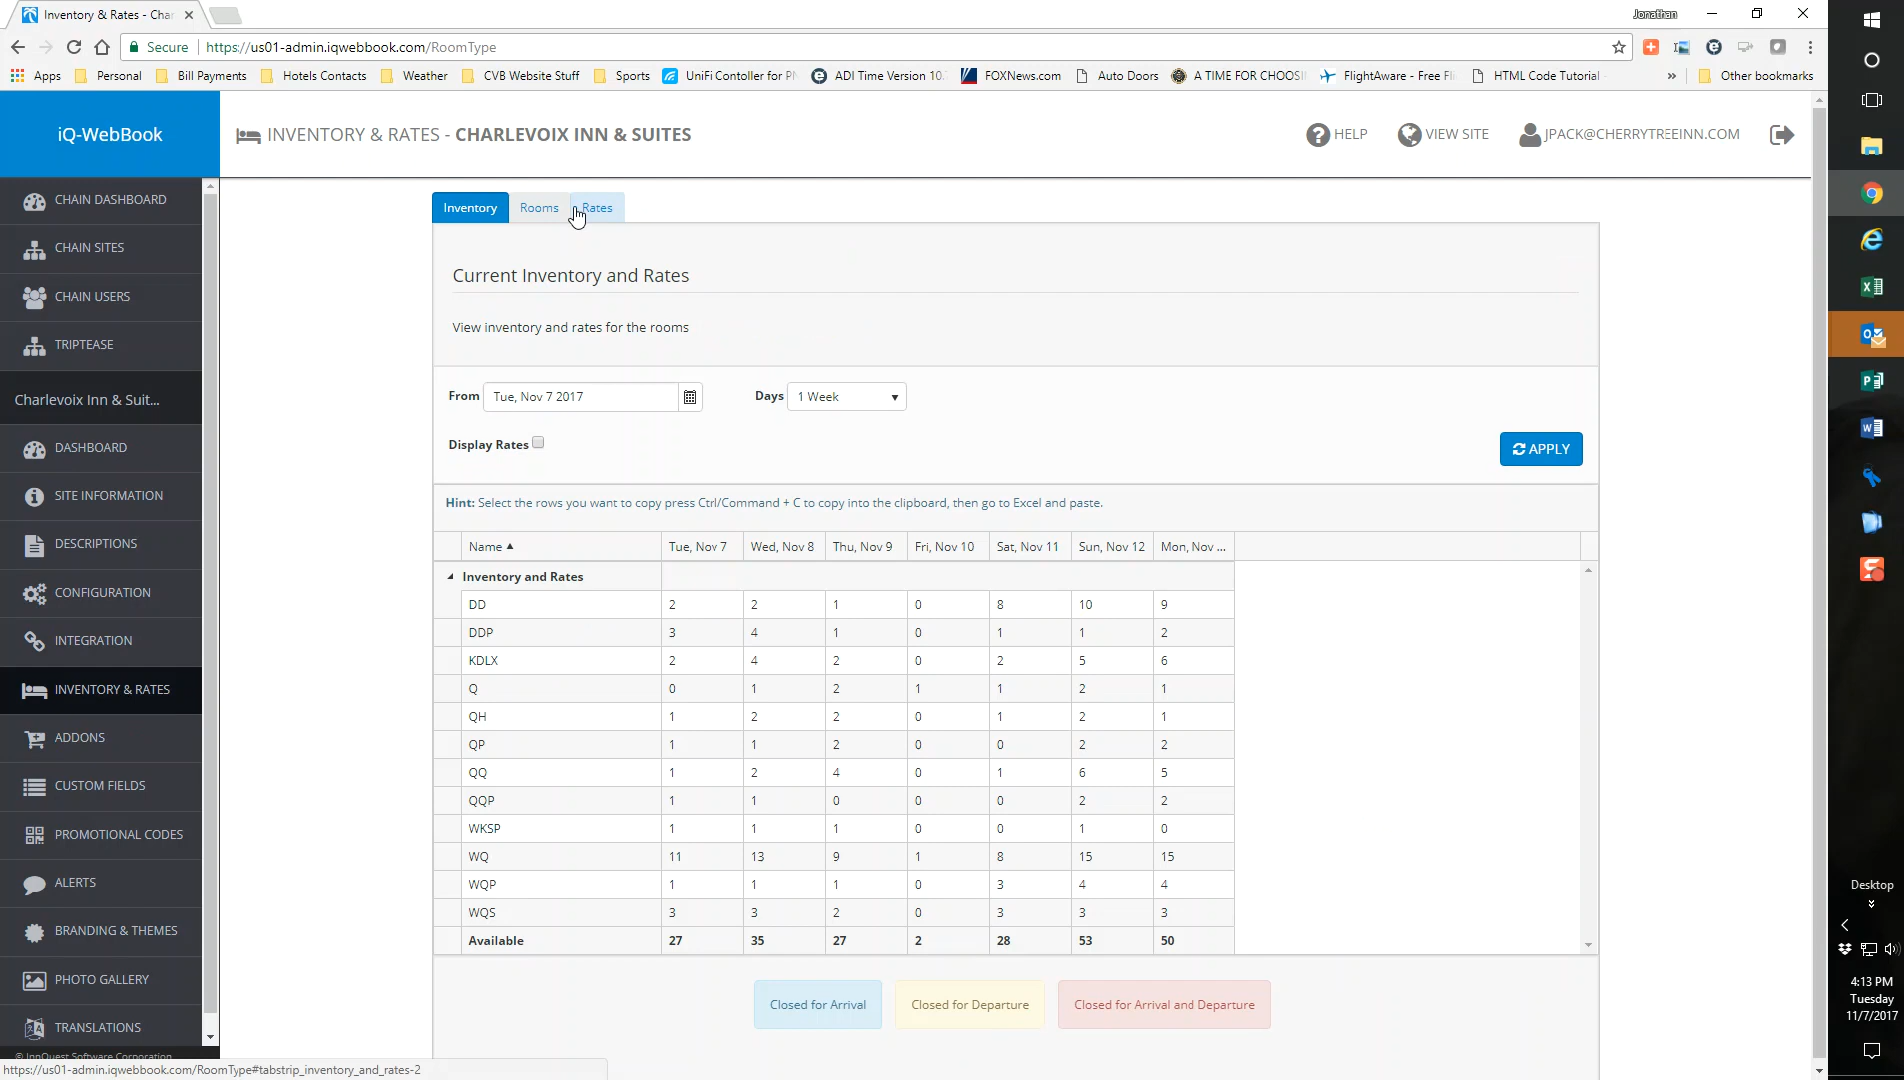 Inventory & Rates - Cha
Jonathan
Secure https://us01-admin.iqwebbook.com/RoomType
Apps Personal Bill Payments Hotels Contacts Weather CVB Website Stuff Sports UniFi Contoller for ADI Time Version 10. FOXNews.com Auto Doors A TIME FOR CHOOSI FlightAware - Free Fl HTML Code Tutorial » Other bookmarks
iQ-WebBook
INVENTORY & RATES - CHARLEVOIX INN & SUITES
HELP VIEW SITE JPACK@CHERRYTREEINN.COM
CHAIN DASHBOARD
CHAIN SITES
CHAIN USERS
TRIPTEASE
Charlevoix Inn & Suit...
DASHBOARD
SITE INFORMATION
DESCRIPTIONS
CONFIGURATION
INTEGRATION
INVENTORY & RATES
ADDONS
CUSTOM FIELDS
PROMOTIONAL CODES
ALERTS
BRANDING & THEMES
PHOTO GALLERY
TRANSLATIONS
© InnQuest Software Corporation
Inventory Rooms Rates
Current Inventory and Rates
View inventory and rates for the rooms
From Tue, Nov 7 2017 Days 1 Week
Display Rates
APPLY
Hint: Select the rows you want to copy press Ctrl/Command + C to copy into the clipboard, then go to Excel and paste.
Name Tue, Nov 7 Wed, Nov 8 Thu, Nov 9 Fri, Nov 10 Sat, Nov 11 Sun, Nov 12 Mon, Nov ...
Inventory and Rates
DD 2 2 1 0 8 10 9
DDP 3 4 1 0 1 1 2
KDLX 2 4 2 0 2 5 6
Q 0 1 2 1 1 2 1
QH 1 2 2 0 1 2 1
QP 1 1 2 0 0 2 2
QQ 1 2 4 0 1 6 5
QQP 1 1 0 0 0 2 2
WKSP 1 1 1 0 0 1 0
WQ 11 13 9 1 8 15 15
WQP 1 1 1 0 3 4 4
WQS 3 3 2 0 3 3 3
Available 27 35 27 2 28 53 50
Closed for Arrival Closed for Departure Closed for Arrival and Departure
https://us01-admin.iqwebbook.com/RoomType#tabstrip_inventory_and_rates-2
Desktop
4:13 PM
Tuesday
11/7/2017